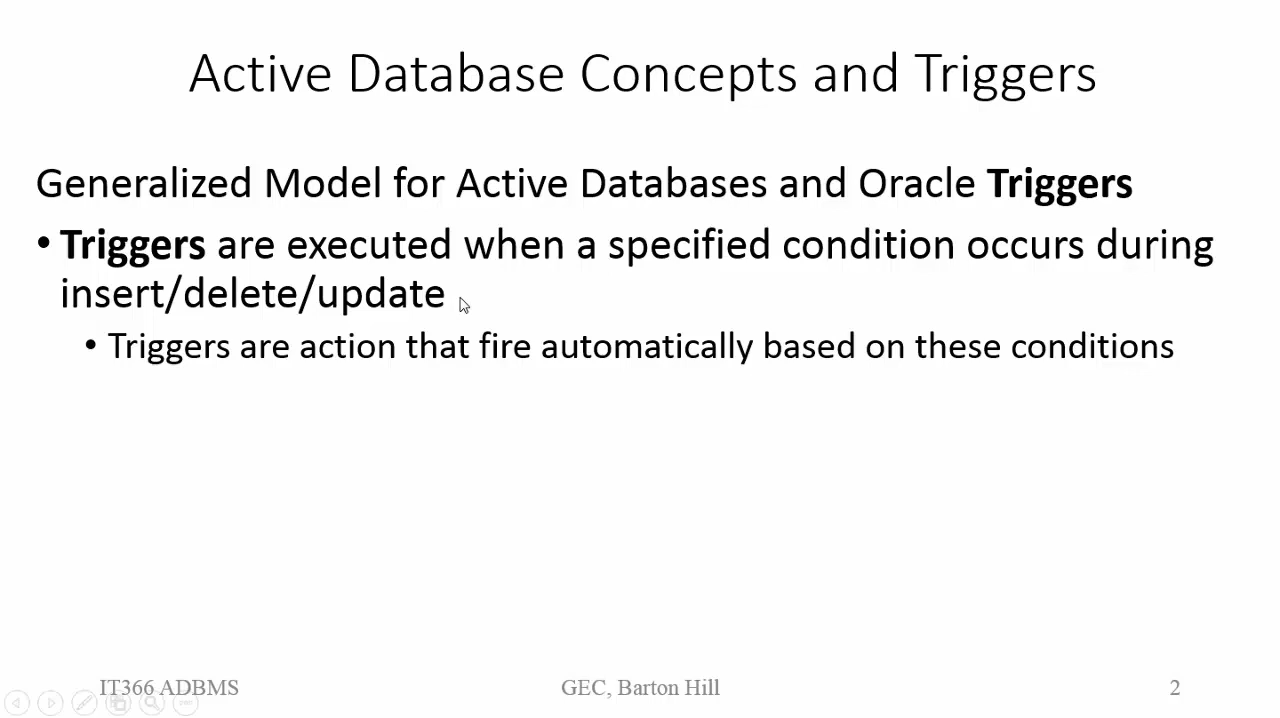 Active Database Concepts and Triggers
Generalized Model for Active Databases and Oracle Triggers
• Triggers are executed when a specified condition occurs during
insert/delete/update
• Triggers are action that fire automatically based on these conditions
IT366 ADBMS
GEC, Barton Hill
2